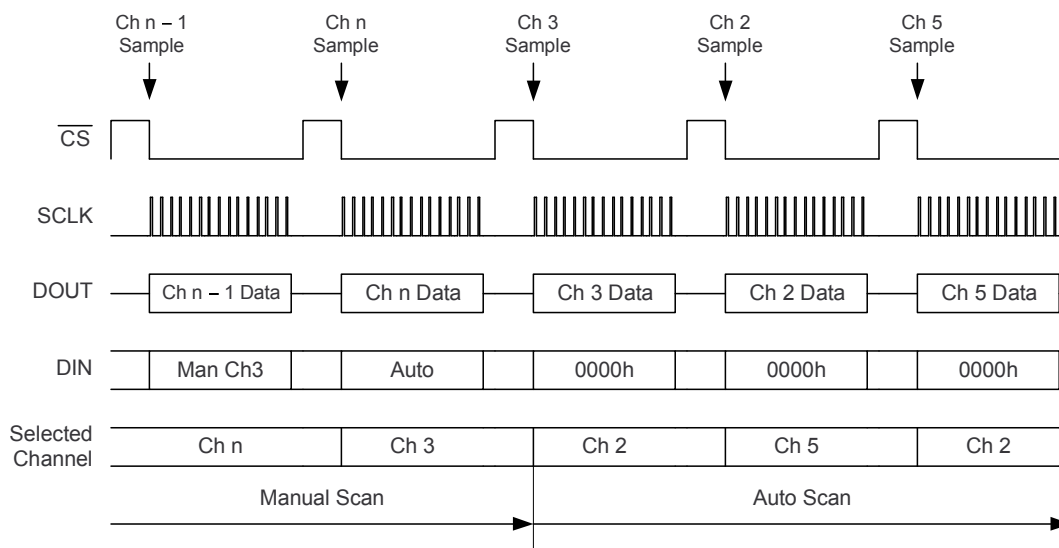 Ch n – 1 Sample
Ch n Sample
Ch 3 Sample
Ch 2 Sample
Ch 5 Sample
CS
SCLK
DOUT Ch n – 1 Data Ch n Data Ch 3 Data Ch 2 Data Ch 5 Data
DIN Man Ch3 Auto 0000h 0000h 0000h
Selected Channel Ch n Ch 3 Ch 2 Ch 5 Ch 2
Manual Scan Auto Scan